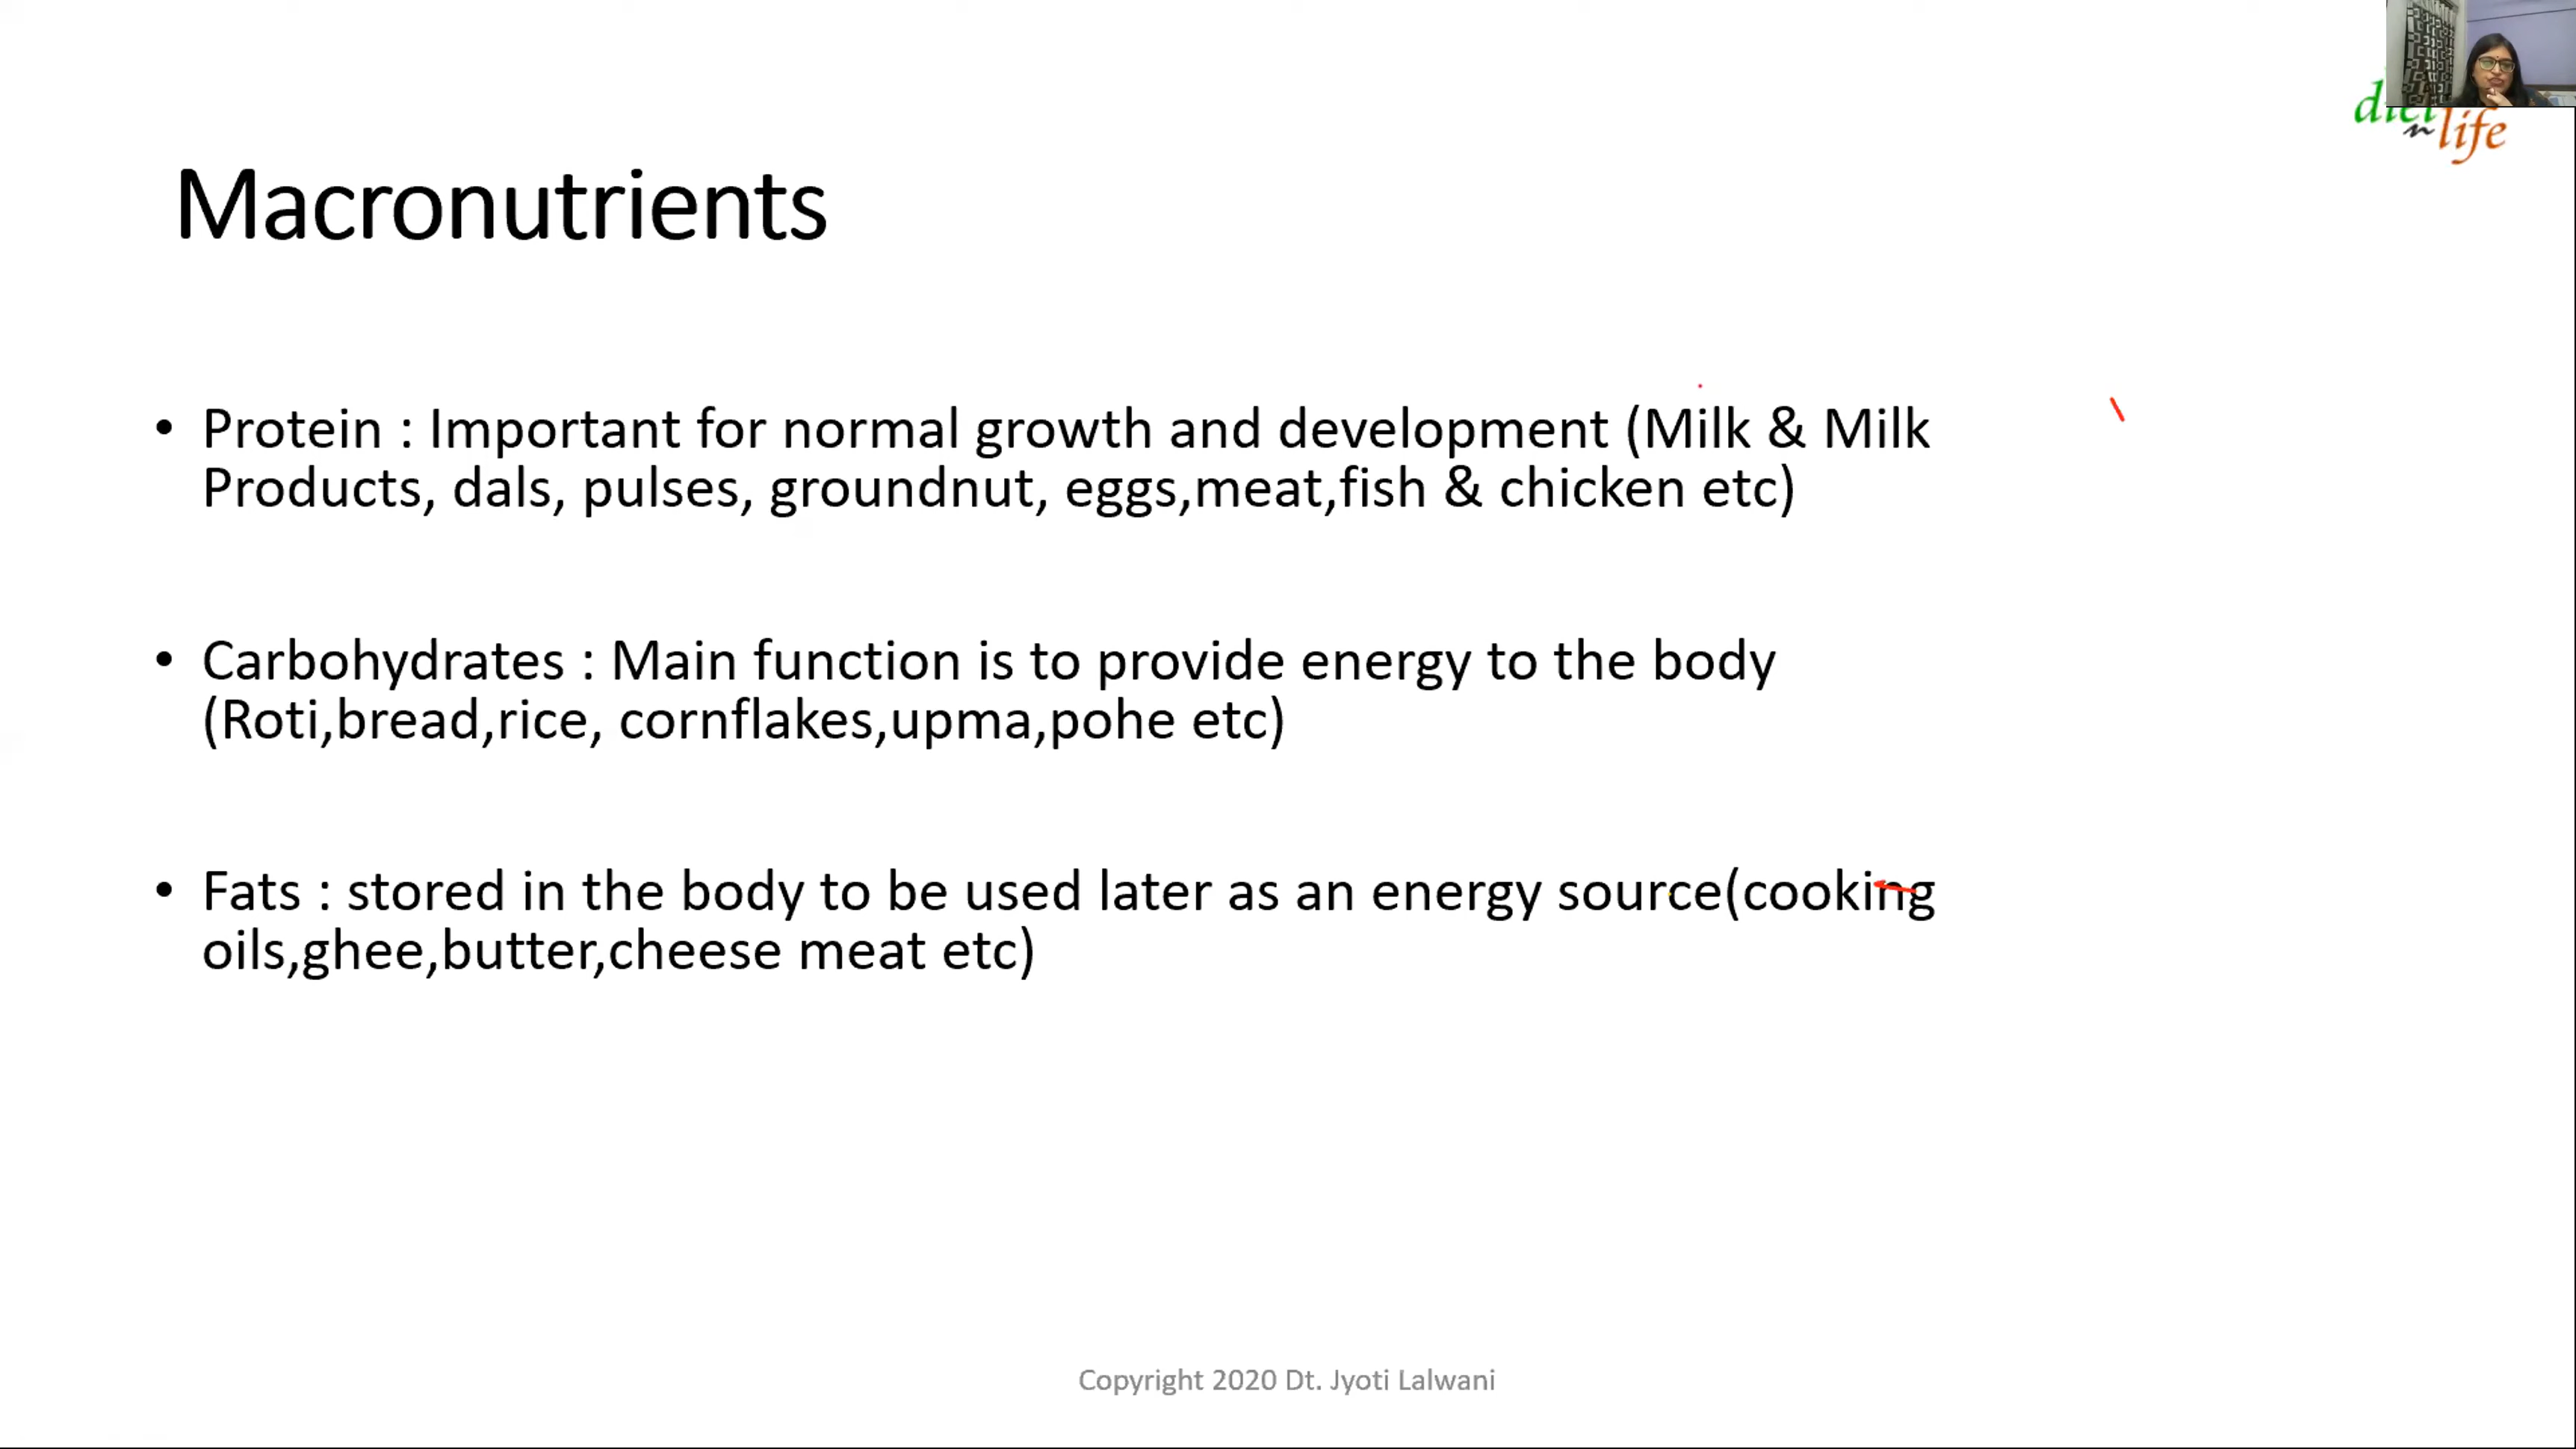 n life
Macronutrients
• Protein : Important for normal growth and development (Milk & Milk
Products, dals, pulses, groundnut, eggs,meat,fish & chicken etc)
• Carbohydrates : Main function is to provide energy to the body
(Roti,bread,rice, cornflakes,upma,pohe etc)
• Fats : stored in the body to be used later as an energy source(cooking
oils,ghee,butter,cheese meat etc)
Copyright 2020 Dt. Jyoti Lalwani